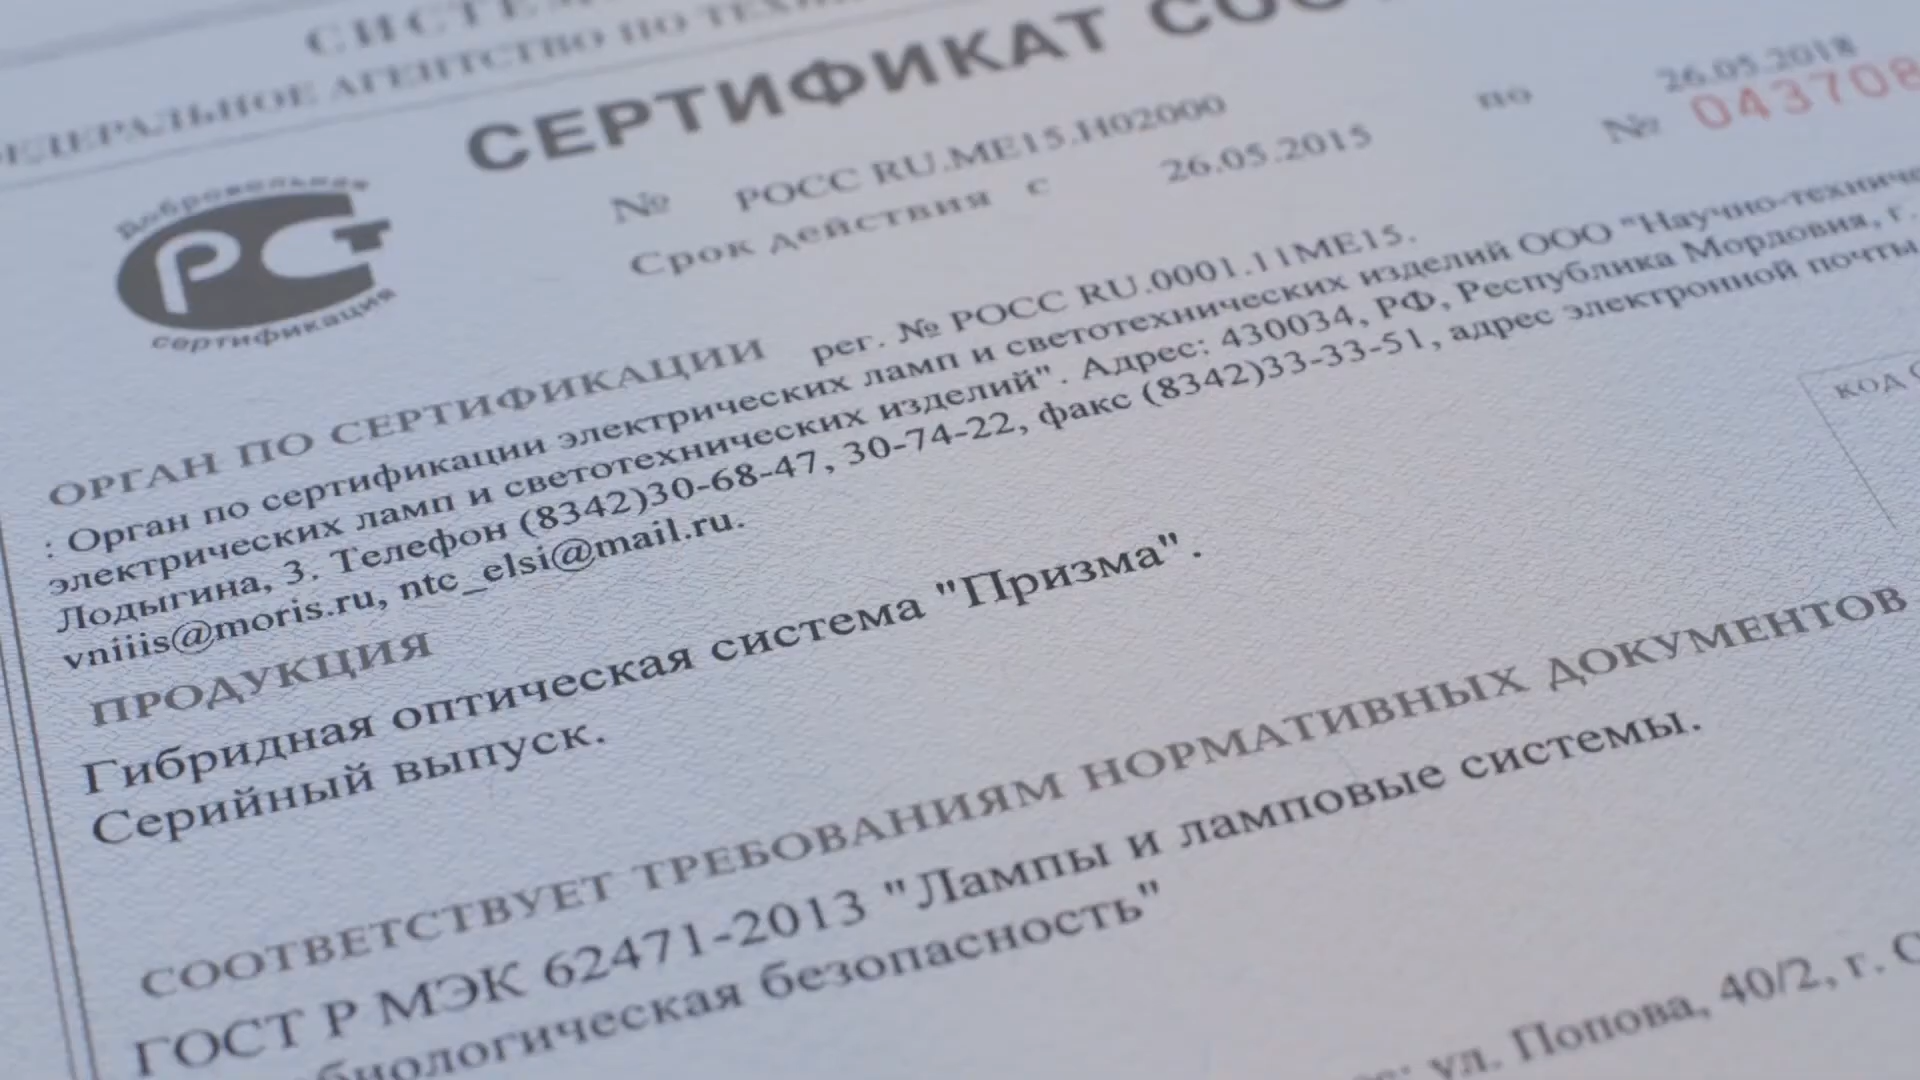 СИСТЕ
ФЕДЕРАЛЬНОЕ АГЕНТСТВО ПО ТЕХН
СЕРТИФИКАТ СООТ
Добровольная
РСТ
сертификация
№ РОСС RU.МЕ15.Н02000
Срок действия с 26.05.2015 по 26.05.2018
№ 043708
ОРГАН ПО СЕРТИФИКАЦИИ рег. № РОСС RU.0001.11МЕ15.
: Орган по сертификации электрических ламп и светотехнических изделий ООО "Научно-техниче
электрических ламп и светотехнических изделий". Адрес: 430034, РФ, Республика Мордовия, г.
Лодыгина, 3. Телефон (8342)30-68-47, 30-74-22, факс (8342)33-33-51, адрес электронной почты
vniiis@moris.ru, ntc_elsi@mail.ru.
КОД
ПРОДУКЦИЯ
Гибридная оптическая система "Призма".
Серийный выпуск.
СООТВЕТСТВУЕТ ТРЕБОВАНИЯМ НОРМАТИВНЫХ ДОКУМЕНТОВ
ГОСТ Р МЭК 62471-2013 "Лампы и ламповые системы.
биологическая безопасность"
ул. Попова, 40/2, г. С